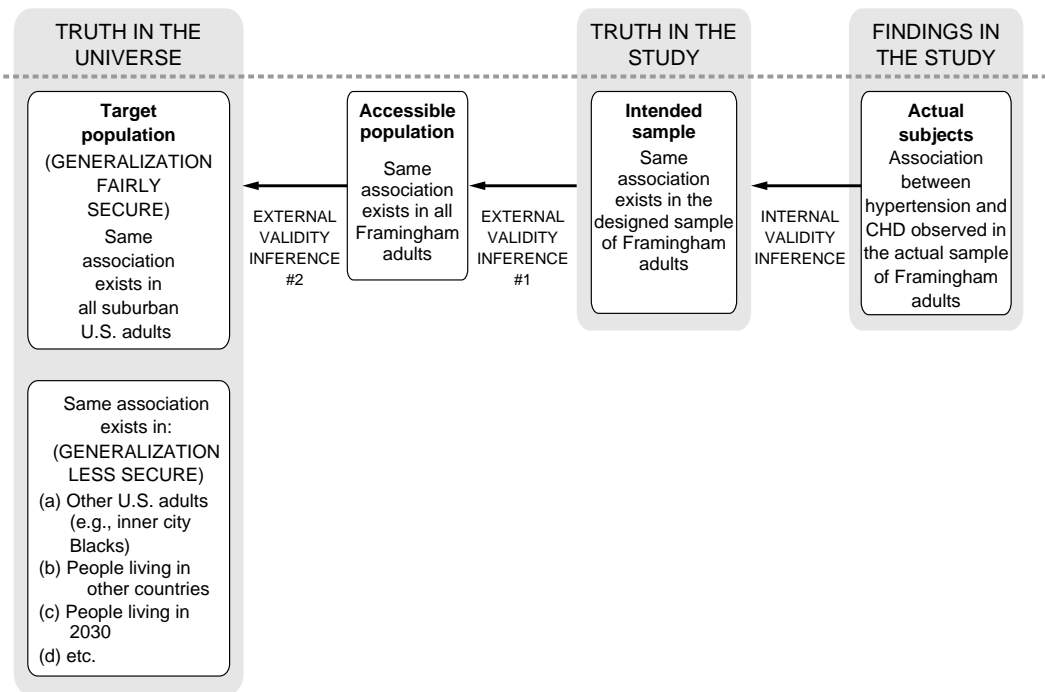 TRUTH IN THE
UNIVERSE
TRUTH IN THE
STUDY
FINDINGS IN
THE STUDY
Target
population
(GENERALIZATION
FAIRLY
SECURE)
Same
association
exists in
all suburban
U.S. adults
EXTERNAL
VALIDITY
INFERENCE
#2
Accessible
population
Same
association
exists in all
Framingham
adults
EXTERNAL
VALIDITY
INFERENCE
#1
Intended
sample
Same
association
exists in the
designed sample
of Framingham
adults
INTERNAL
VALIDITY
INFERENCE
Actual
subjects
Association
between
hypertension and
CHD observed in
the actual sample
of Framingham
adults
Same association
exists in:
(GENERALIZATION
LESS SECURE)
(a) Other U.S. adults
(e.g., inner city
Blacks)
(b) People living in
other countries
(c) People living in
2030
(d) etc.